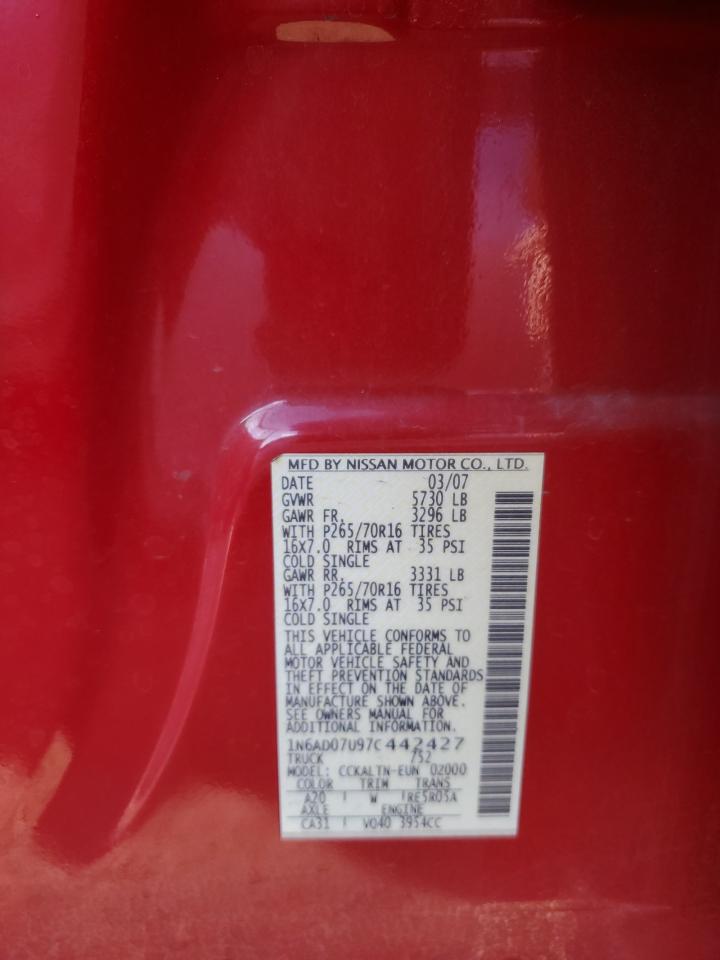 MFD BY NISSAN MOTOR CO., LTD.
DATE 03/07
GVWR 5730 LB
GAWR FR. 3296 LB
WITH P265/70R16 TIRES
16X7.0 RIMS AT 35 PSI
COLD SINGLE
GAWR RR. 3331 LB
WITH P265/70R16 TIRES
16X7.0 RIMS AT 35 PSI
COLD SINGLE
THIS VEHICLE CONFORMS TO
ALL APPLICABLE FEDERAL
MOTOR VEHICLE SAFETY AND
THEFT PREVENTION STANDARDS
IN EFFECT ON THE DATE OF
MANUFACTURE SHOWN ABOVE.
SEE OWNERS MANUAL FOR
ADDITIONAL INFORMATION.
1N6AD07U97C442427
TRUCK /52
MODEL: CCKALTN-EUN 02000
COLOR TRIM TRANS
A20 W RE5R05A
AXLE ENGINE
CA31 VQ40 3954CC